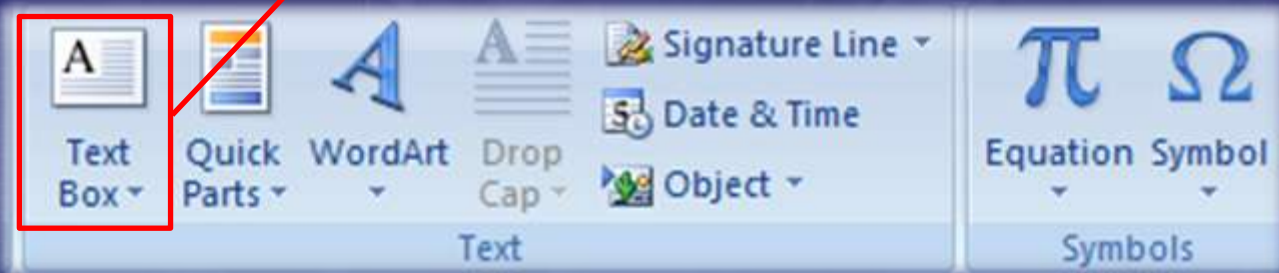 Text Box
Quick Parts
WordArt
Drop Cap
Signature Line
Date & Time
Object
Equation
Symbol
Text
Symbols